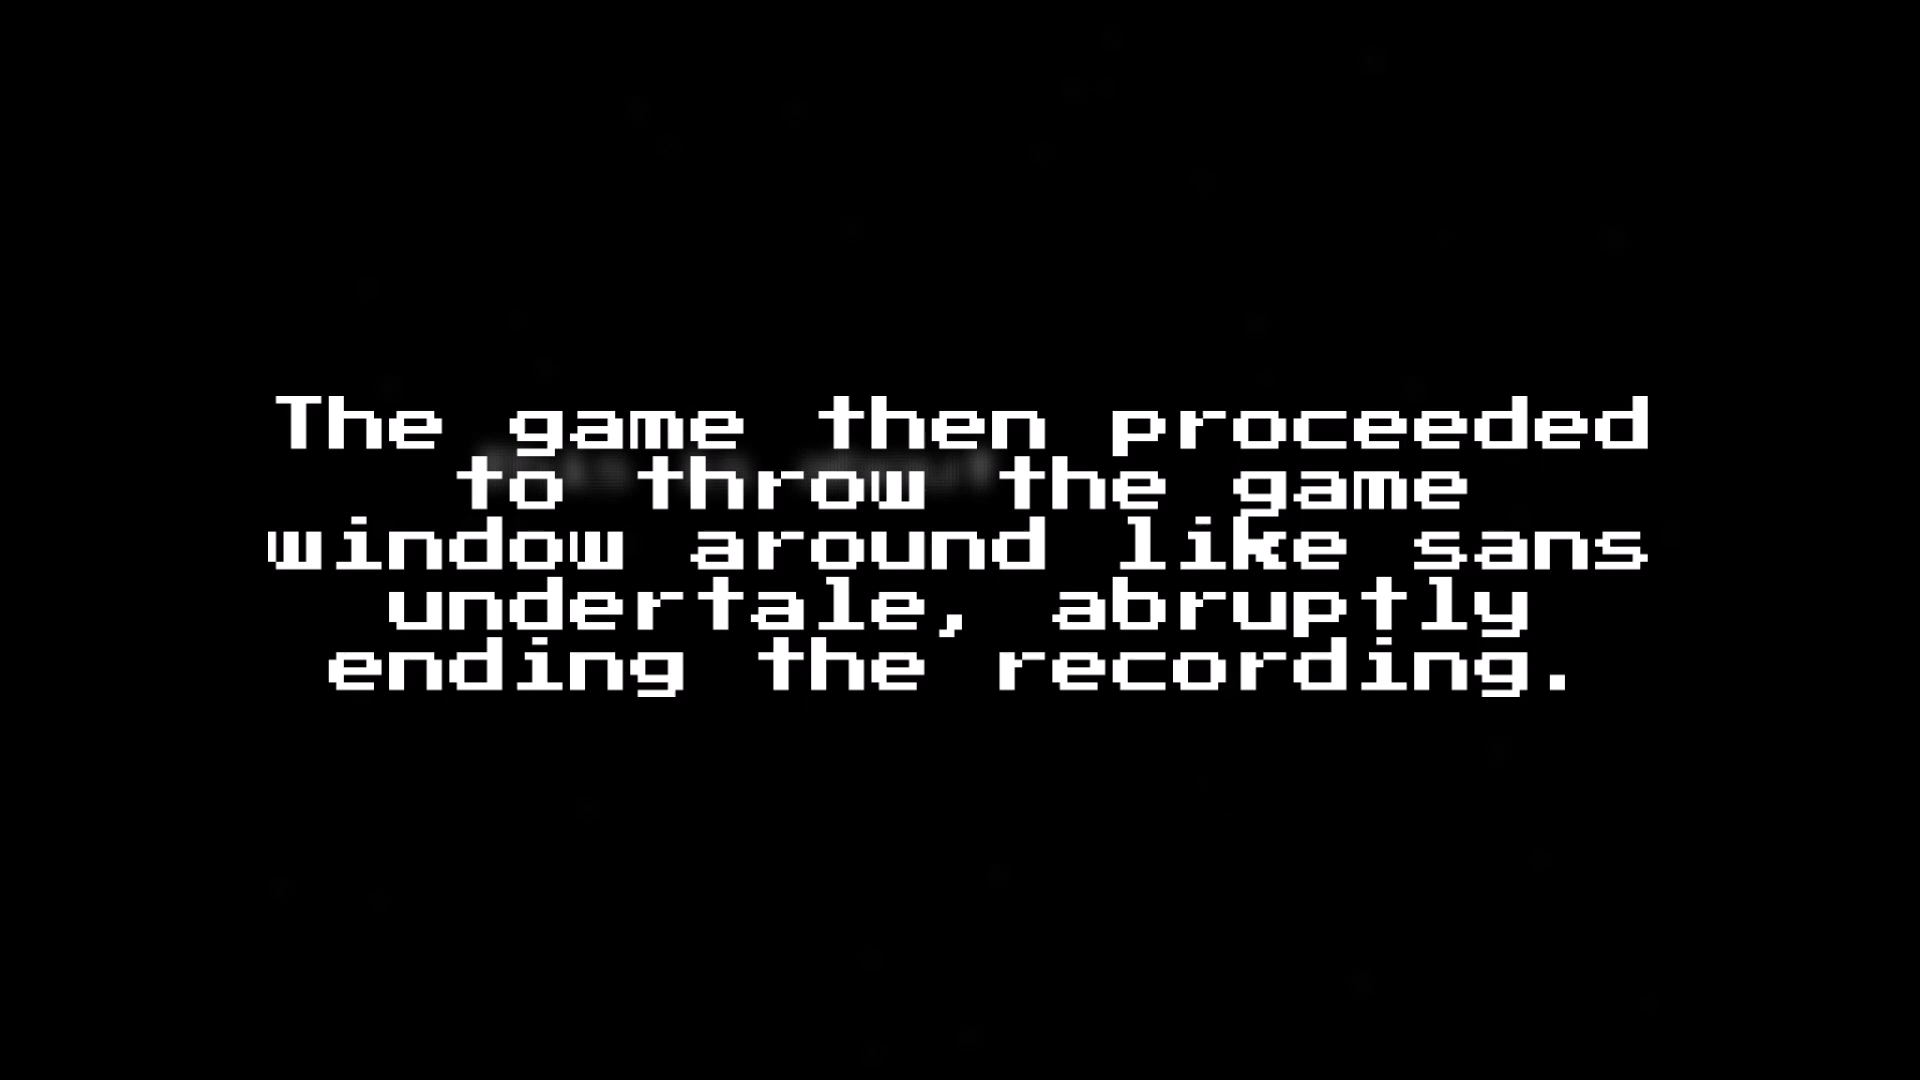 The game then proceeded
to throw the game
window around like sans
undertale, abruptly
ending the recording.